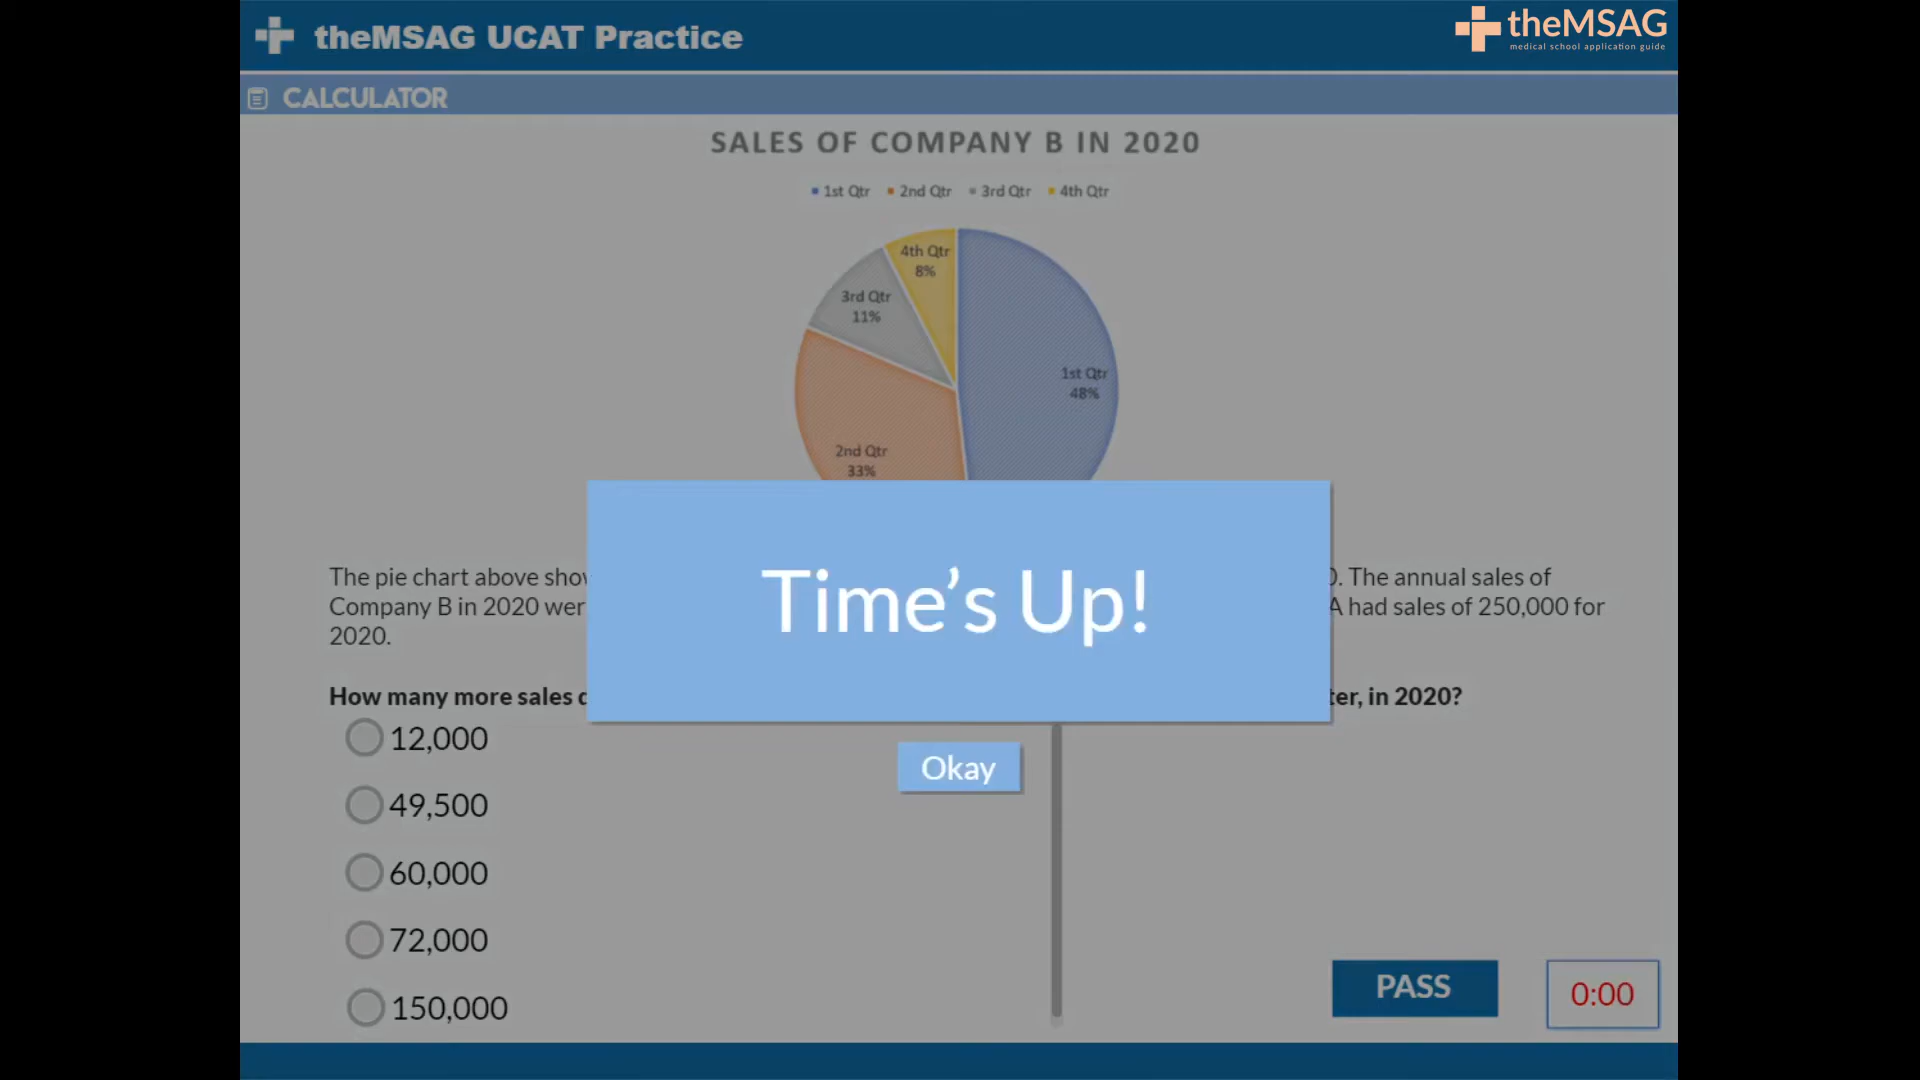 theMSAG UCAT Practice
theMSAG
medical school application guide
CALCULATOR
SALES OF COMPANY B IN 2020
1st Qtr 2nd Qtr 3rd Qtr 4th Qtr
4th Qtr
8%
3rd Qtr
11%
1st Qtr
48%
2nd Qtr
33%
The pie chart above 0. The annual sales of
Company B in 2020 A had sales of 250,000 for
2020.
How many more sales in 2020?
Time's Up!
Okay
12,000
49,500
60,000
72,000
150,000
PASS
0:00